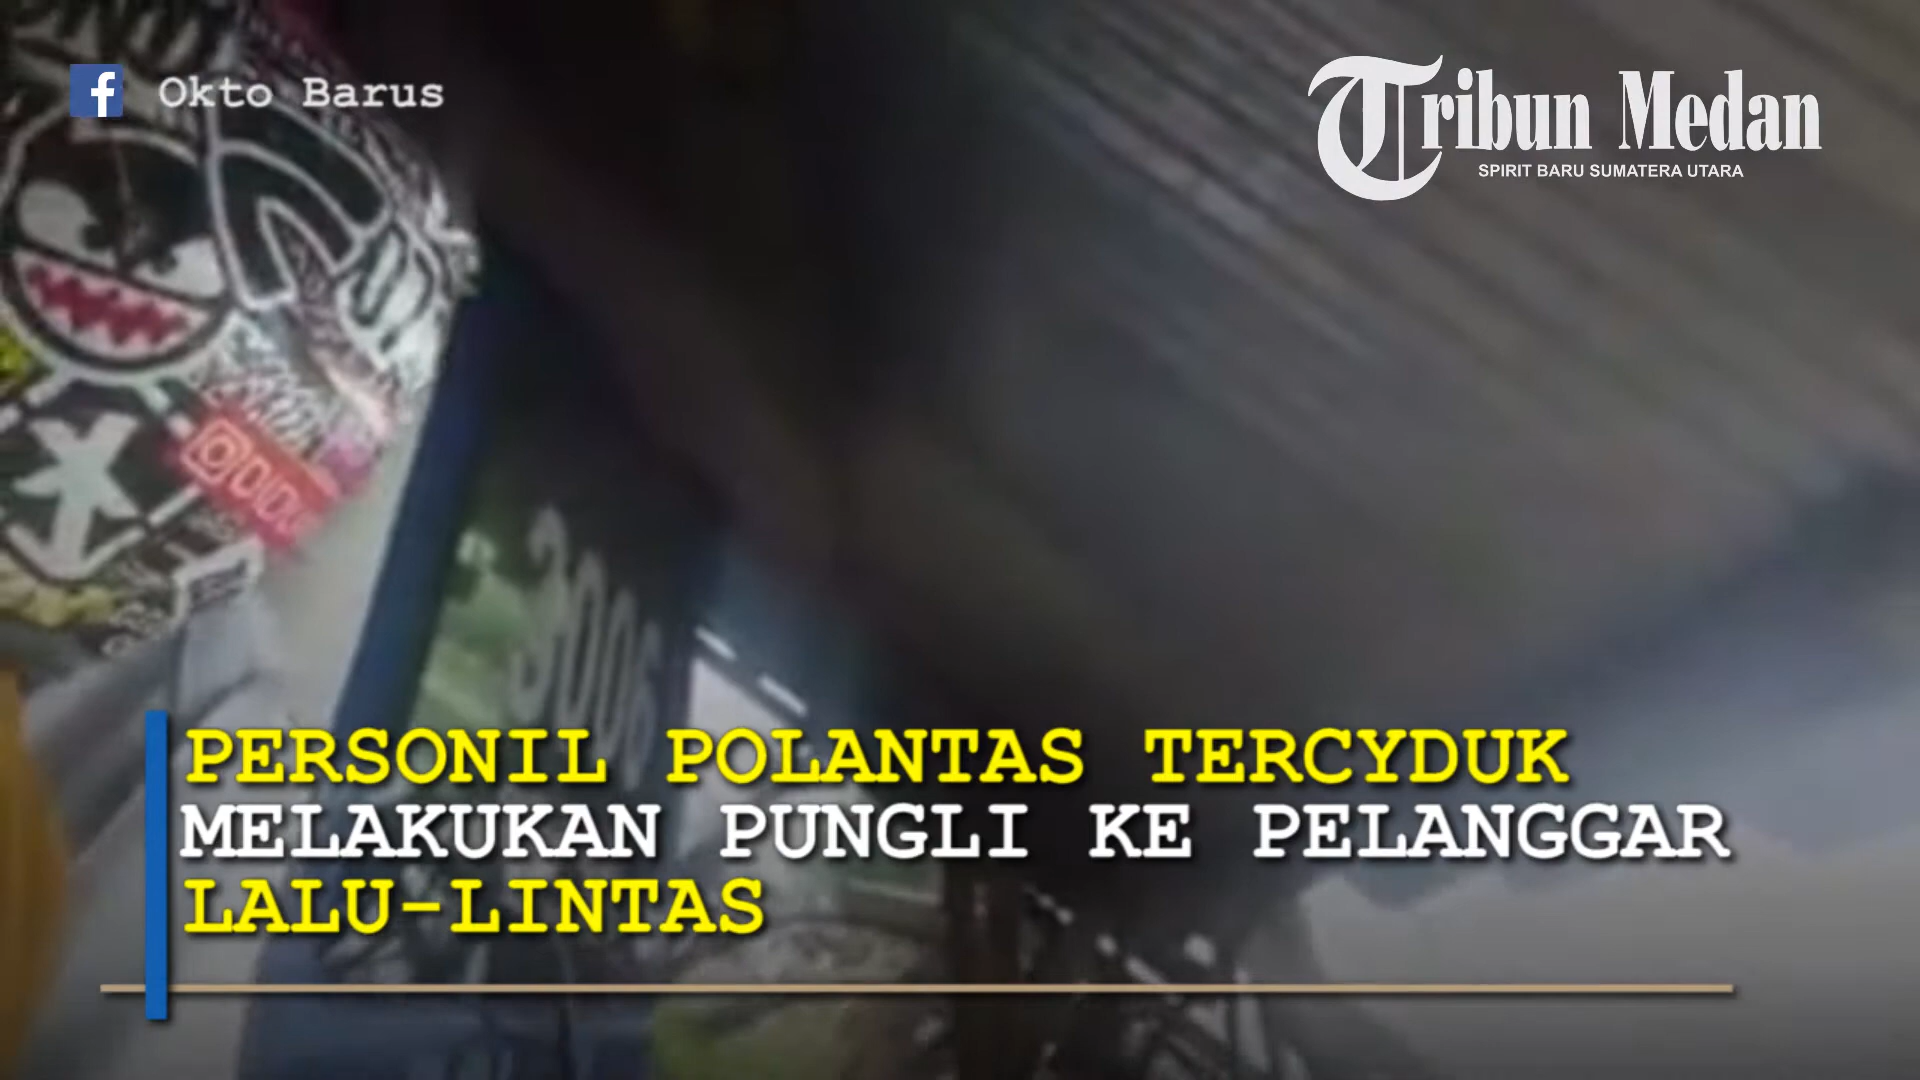 Okto Barus
Tribun Medan
SPIRIT BARU SUMATERA UTARA
PERSONIL POLANTAS TERCYDUK
MELAKUKAN PUNGLI KE PELANGGAR
LALU-LINTAS